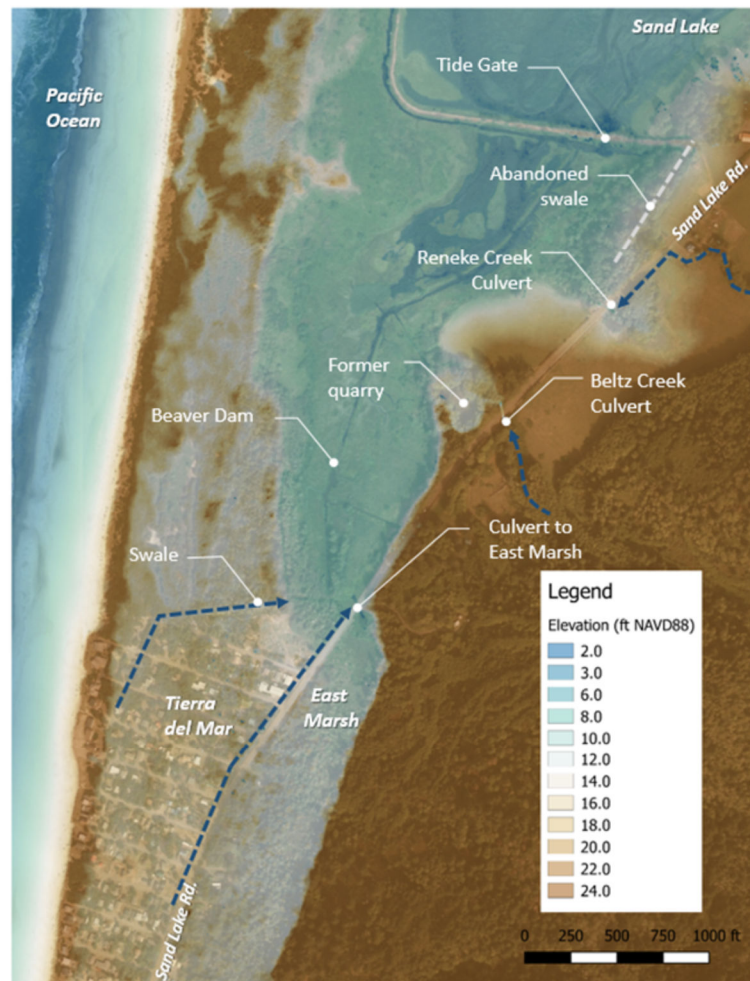 Sand Lake
Tide Gate
Pacific
Ocean
Abandoned
swale
Sand Lake Rd.
Reneke Creek
Culvert
Former
quarry
Beltz Creek
Culvert
Beaver Dam
Culvert to
East Marsh
Swale
Tierra
del Mar
East
Marsh
Sand Lake Rd.
Legend
Elevation (ft NAVD88)
2.0
3.0
6.0
8.0
10.0
12.0
14.0
16.0
18.0
20.0
22.0
24.0
0 250 500 750 1000 ft